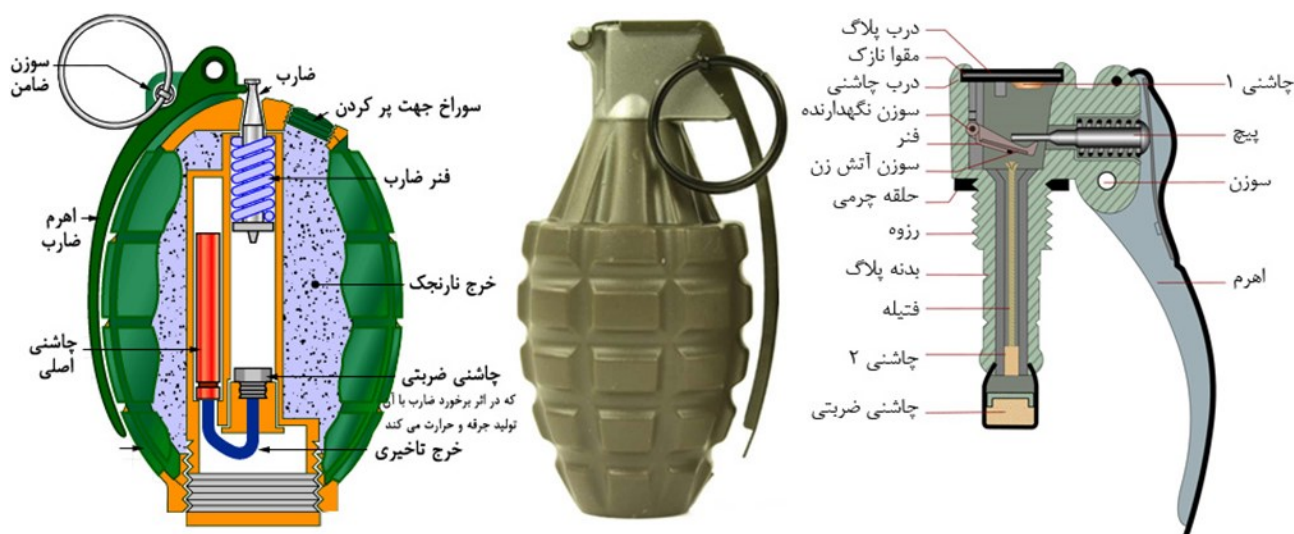 سوزن
ضامن
ضارب
سوراخ جهت پر کردن
فنر ضارب
اهرم
ضارب
خرج نارنجک
چاشنی
اصلی
چاشنی ضربتی
که در اثر برخورد ضارب با آن
تولید جرقه و حرارت می کند
خرج تاخیری
درب پلاگ
مقوا نازک
درب چاشنی
سوزن نگهدارنده
فنر
سوزن آتش زن
حلقه چرمی
رزوه
بدنه پلاگ
فتیله
چاشنی ۲
چاشنی ضربتی
چاشنی ۱
پیچ
سوزن
اهرم